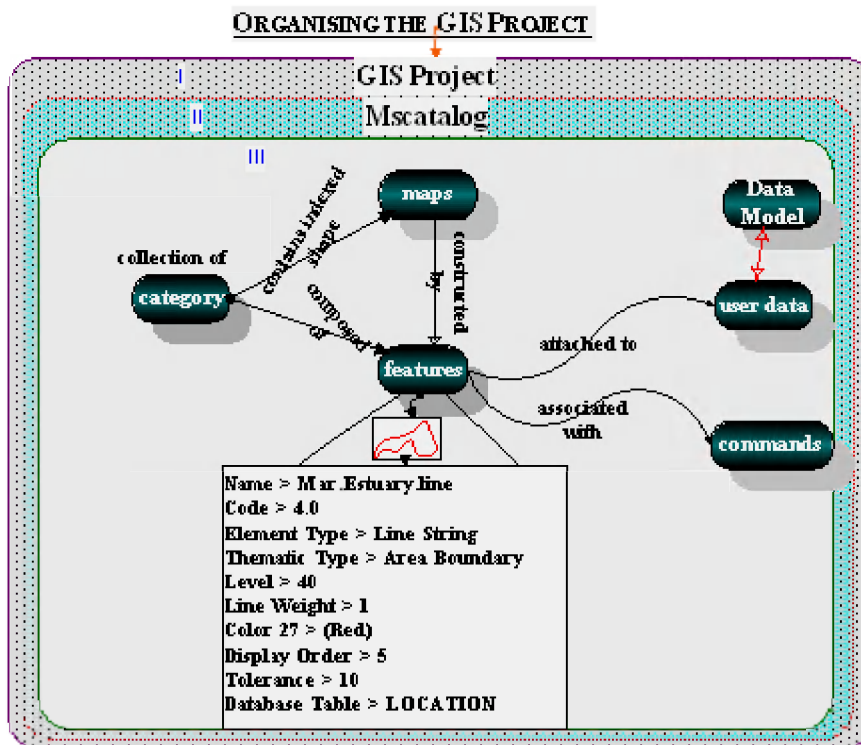 ORGANISING THE GIS PROJECT
I
GIS Project
II
Mscatalog
III
maps
Data
Model
contains indexed
shape
constructed
by
collection of
category
composed
of
user data
features
attached to
associated
with
commands
Name > Mar.Estuary.line
Code > 4.0
Element Type > Line String
Thematic Type > Area Boundary
Level > 40
Line Weight > 1
Color 27 > (Red)
Display Order > 5
Tolerance > 10
Database Table > LOCATION